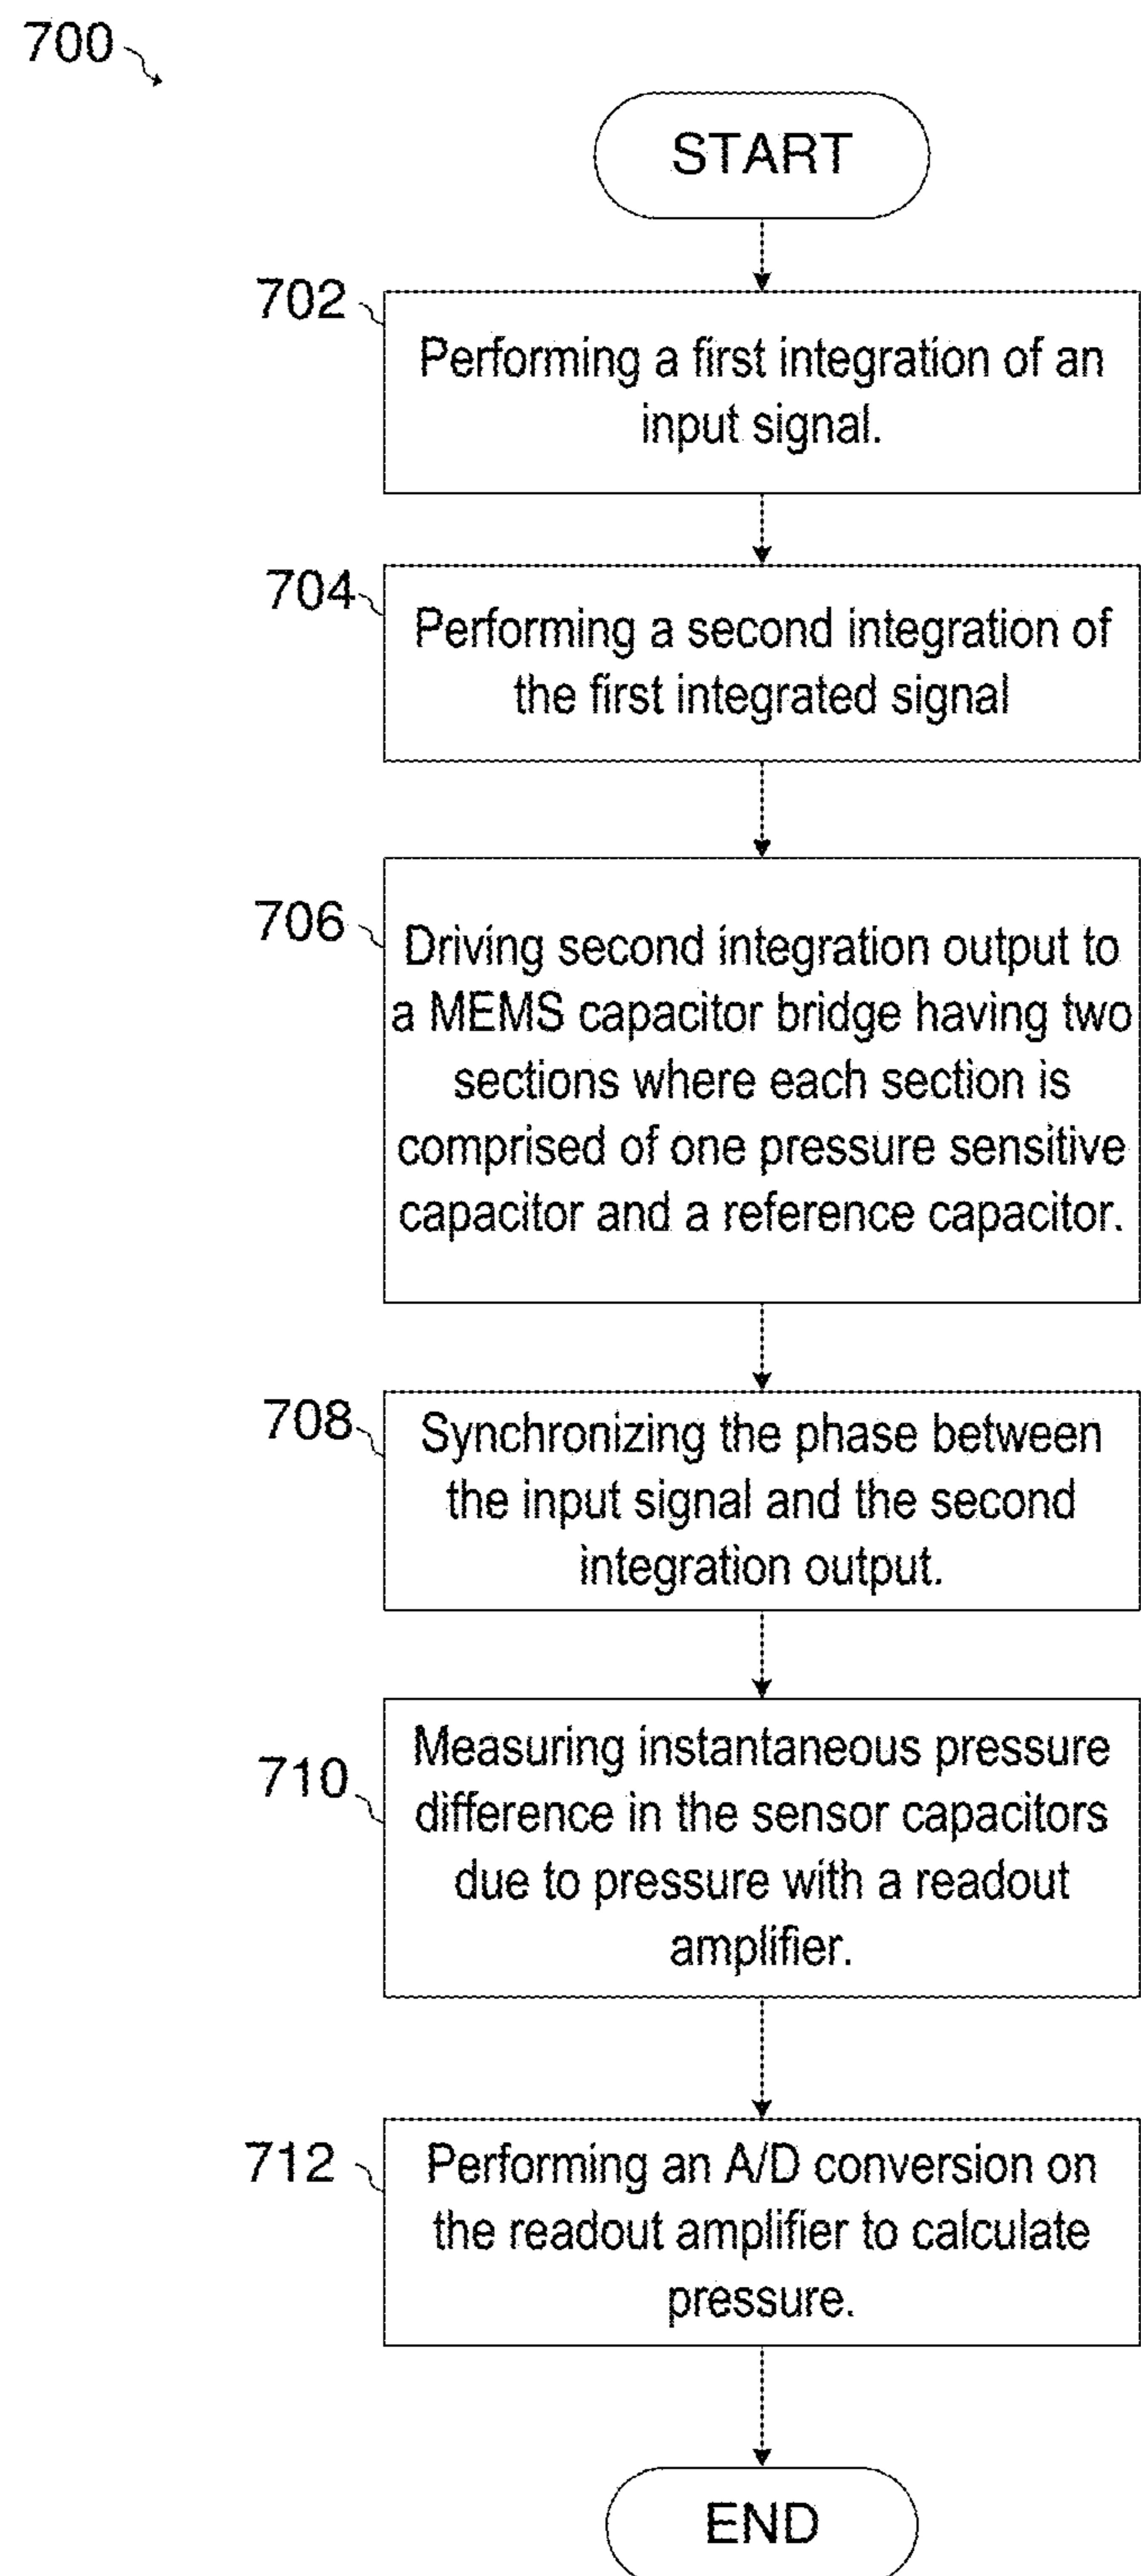 700
START
702
Performing a first integration of an
input signal.
704
Performing a second integration of
the first integrated signal
706
Driving second integration output to
a MEMS capacitor bridge having two
sections where each section is
comprised of one pressure sensitive
capacitor and a reference capacitor.
708
Synchronizing the phase between
the input signal and the second
integration output.
710
Measuring instantaneous pressure
difference in the sensor capacitors
due to pressure with a readout
amplifier.
712
Performing an A/D conversion on
the readout amplifier to calculate
pressure.
END